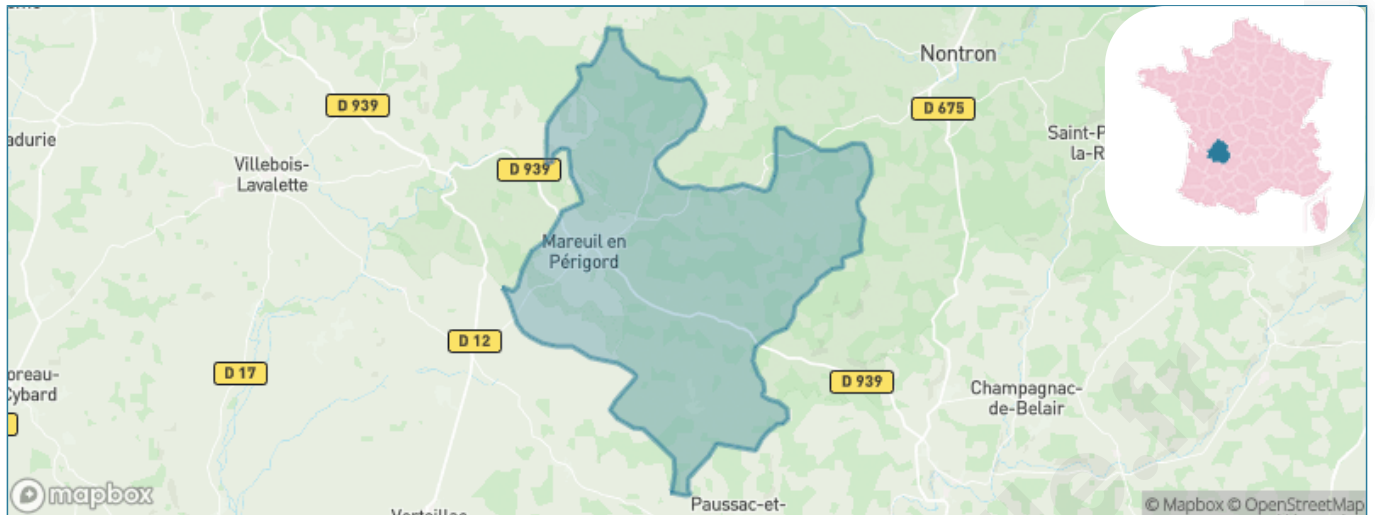 Nontron
D 939
D 675
adurie
Saint-P
la-R
Villebois-
Lavalette
D 939
Mareuil en
Périgord
D 12
D 17
D 939
oreau-
Cybard
Champagnac-
de-Belair
mapbox
Paussac-et-
© Mapbox © OpenStreetMap